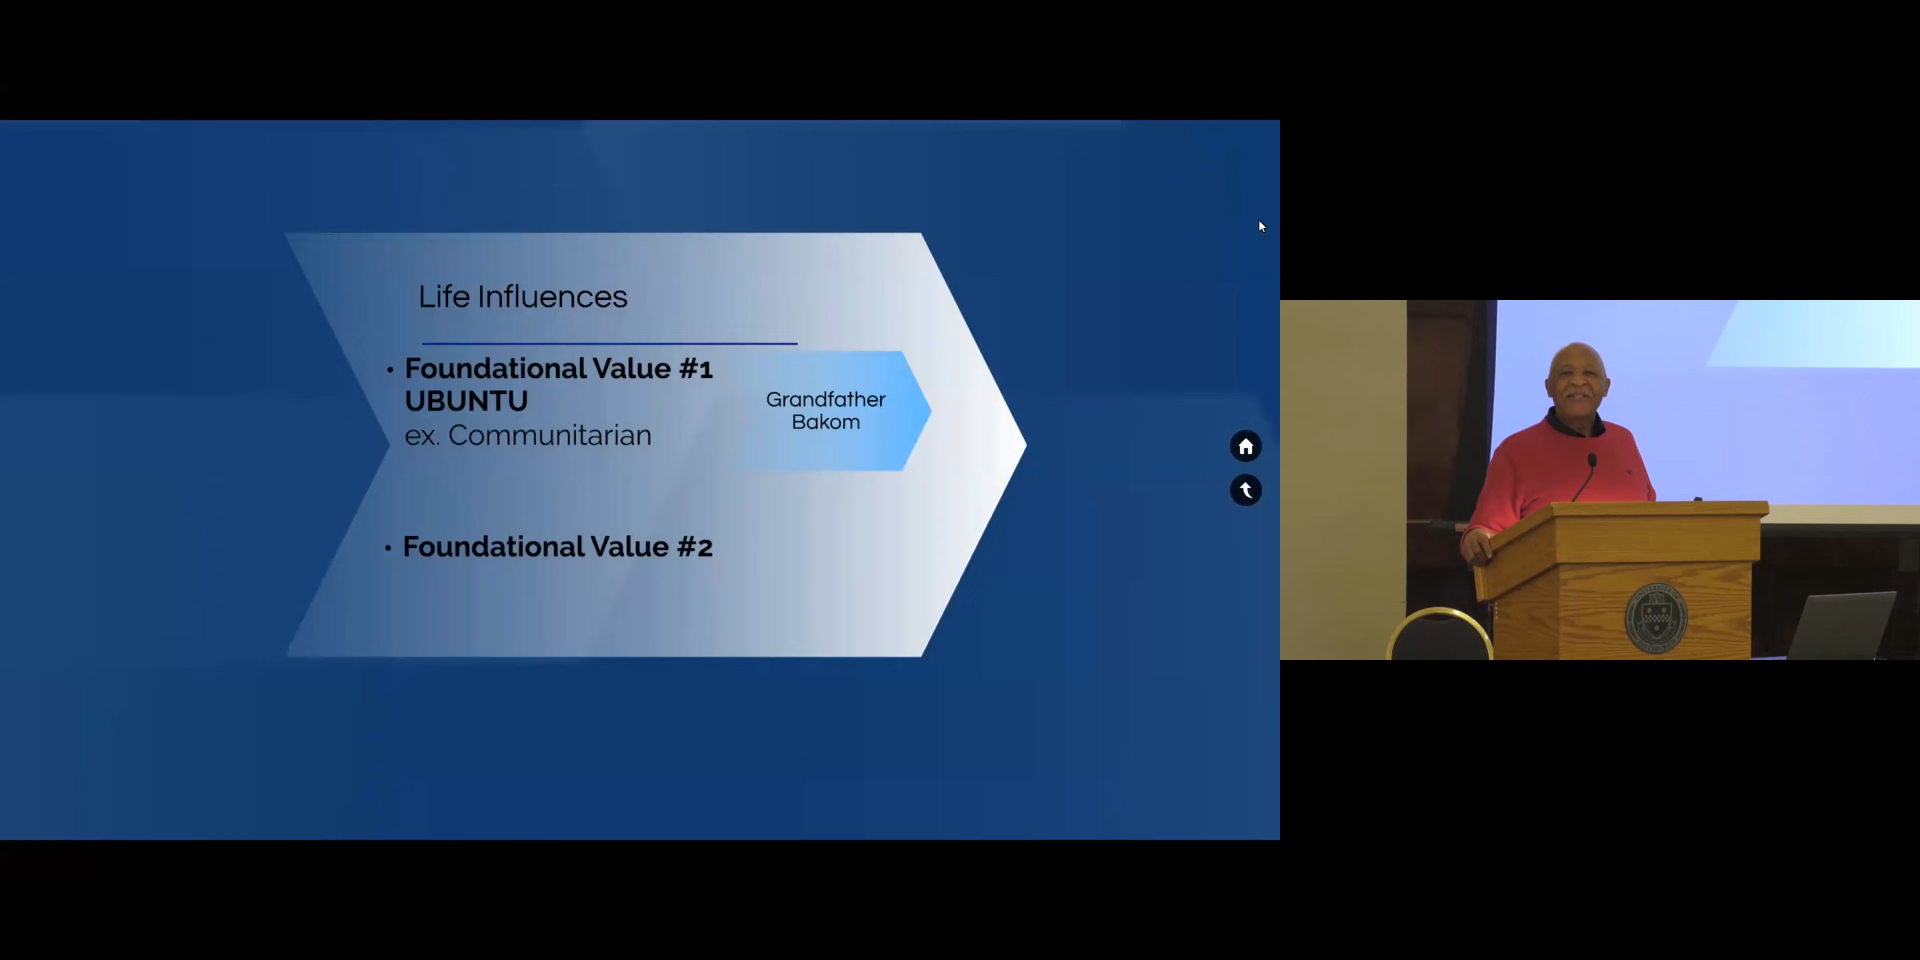 Life Influences
• Foundational Value #1
UBUNTU
ex. Communitarian
Grandfather
Bakom
• Foundational Value #2